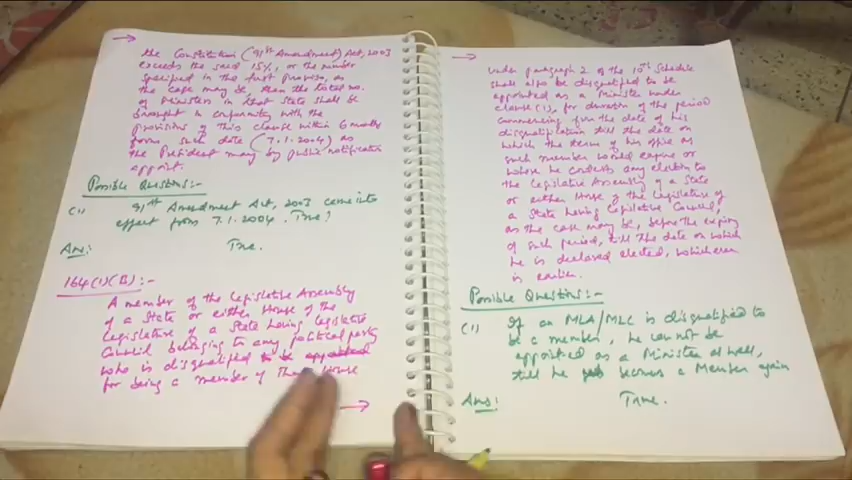 the Constitution (91st Amendment) Act, 2003
exceeds the said 15%, or the number
specified in the first proviso, as
the case may be, then the total no.
of Ministers in that State shall be
brought in conformity with the
provisions of this clause within 6 months
from such date (7.1.2004) as
the President may by public notification
appoint.
Possible Questions:-
(1) 91st Amendment Act, 2003 came into
effect from 7.1.2004. True?
Ans: True.
164(1)(B):-
A member of the Legislative Assembly
of a State or either House of the
Legislature of a State having Legislative
Council belonging to any political party
who is disqualified to be appointed
for being a member of that House
under paragraph 2 of the 10th Schedule
shall also be disqualified to be
appointed as a Minister under
clause (1), for duration of the period
commencing from the date of his
disqualification till the date on
which the term of his office as
such member would expire or
where he contests any election to
the Legislative Assembly of a State
or either House of the Legislature of
a State having Legislative Council,
as the case may be, before the expiry
of such period, till the date on which
he is declared elected, whichever
is earlier.
Possible Questions:-
(1) If an MLA/MLC is disqualified to
be a member, he cannot be
appointed as a Minister as well,
till he becomes a Member again
Ans: True.